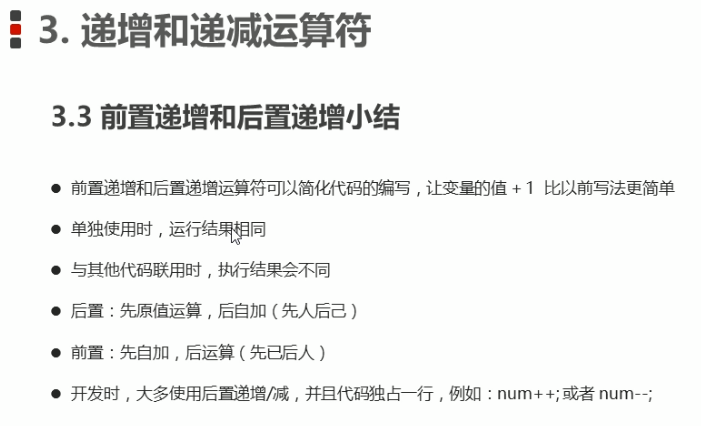 3. 递增和递减运算符
3.3 前置递增和后置递增小结
● 前置递增和后置递增运算符可以简化代码的编写，让变量的值 + 1 比以前写法更简单
● 单独使用时，运行结果相同
● 与其他代码联用时，执行结果会不同
● 后置：先原值运算，后自加（先人后己）
● 前置：先自加，后运算（先已后人）
● 开发时，大多使用后置递增/减，并且代码独占一行，例如：num++; 或者 num--;